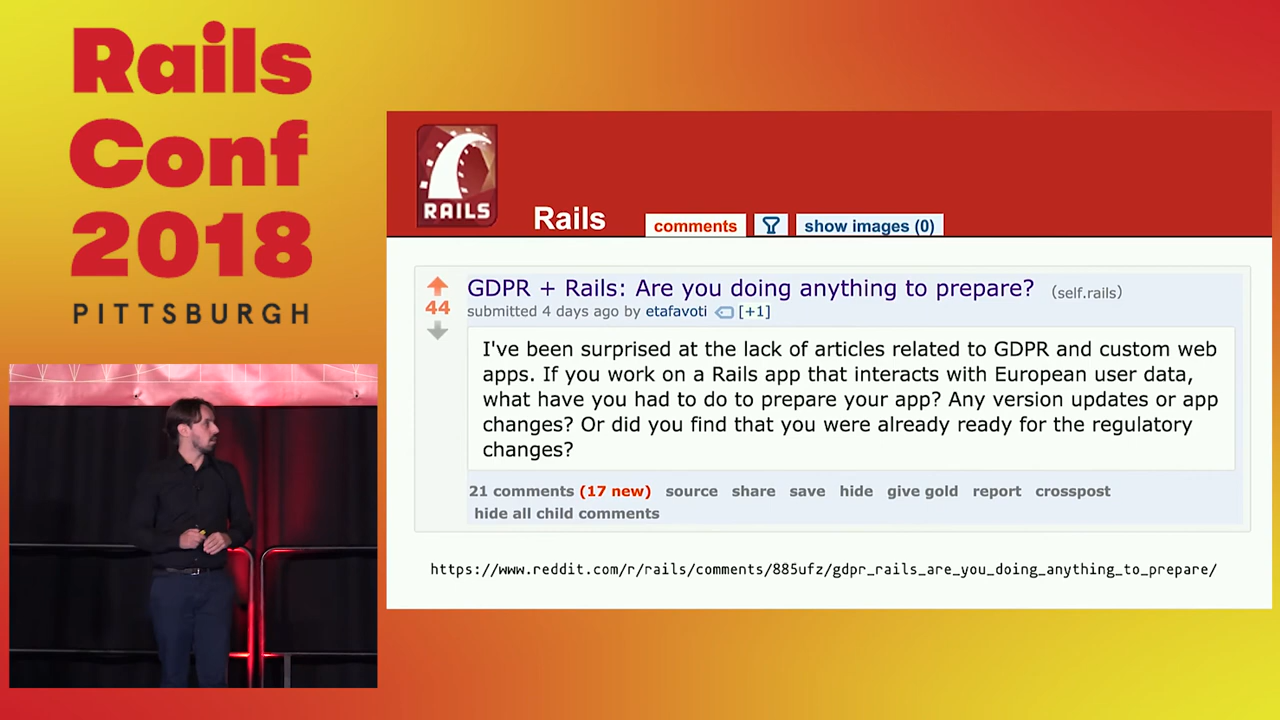 Rails
Conf
2018
PITTSBURGH
RAILS
Rails
comments
show images (0)
44
GDPR + Rails: Are you doing anything to prepare? (self.rails)
submitted 4 days ago by etafavoti [+1]
I've been surprised at the lack of articles related to GDPR and custom web
apps. If you work on a Rails app that interacts with European user data,
what have you had to do to prepare your app? Any version updates or app
changes? Or did you find that you were already ready for the regulatory
changes?
21 comments (17 new) source share save hide give gold report crosspost
hide all child comments
https://www.reddit.com/r/rails/comments/885ufz/gdpr_rails_are_you_doing_anything_to_prepare/